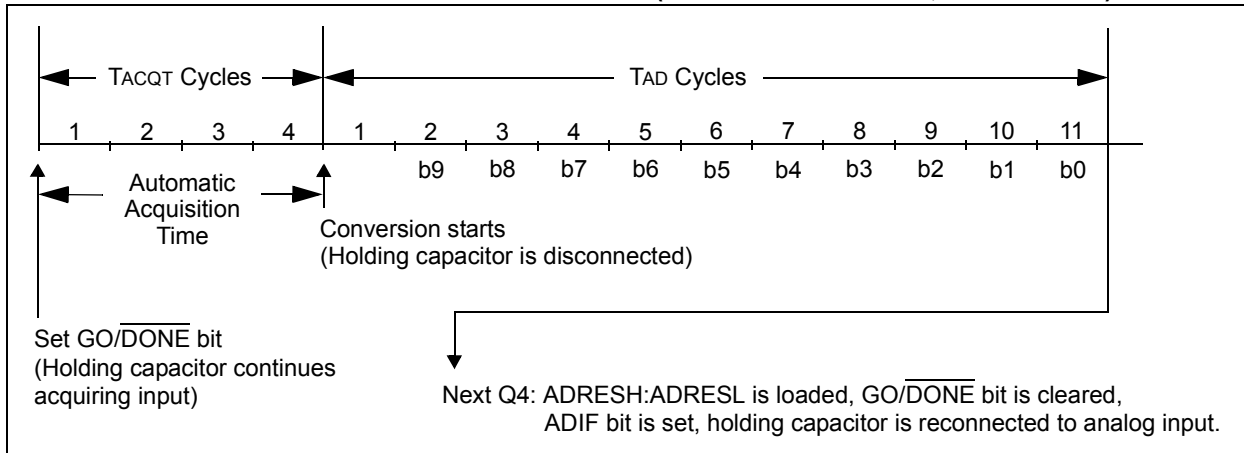 TACQT Cycles TAD Cycles
1 2 3 4 1 2 3 4 5 6 7 8 9 10 11
b9 b8 b7 b6 b5 b4 b3 b2 b1 b0
Automatic
Acquisition
Time
Conversion starts
(Holding capacitor is disconnected)
Set GO/DONE bit
(Holding capacitor continues
acquiring input)
Next Q4: ADRESH:ADRESL is loaded, GO/DONE bit is cleared,
ADIF bit is set, holding capacitor is reconnected to analog input.